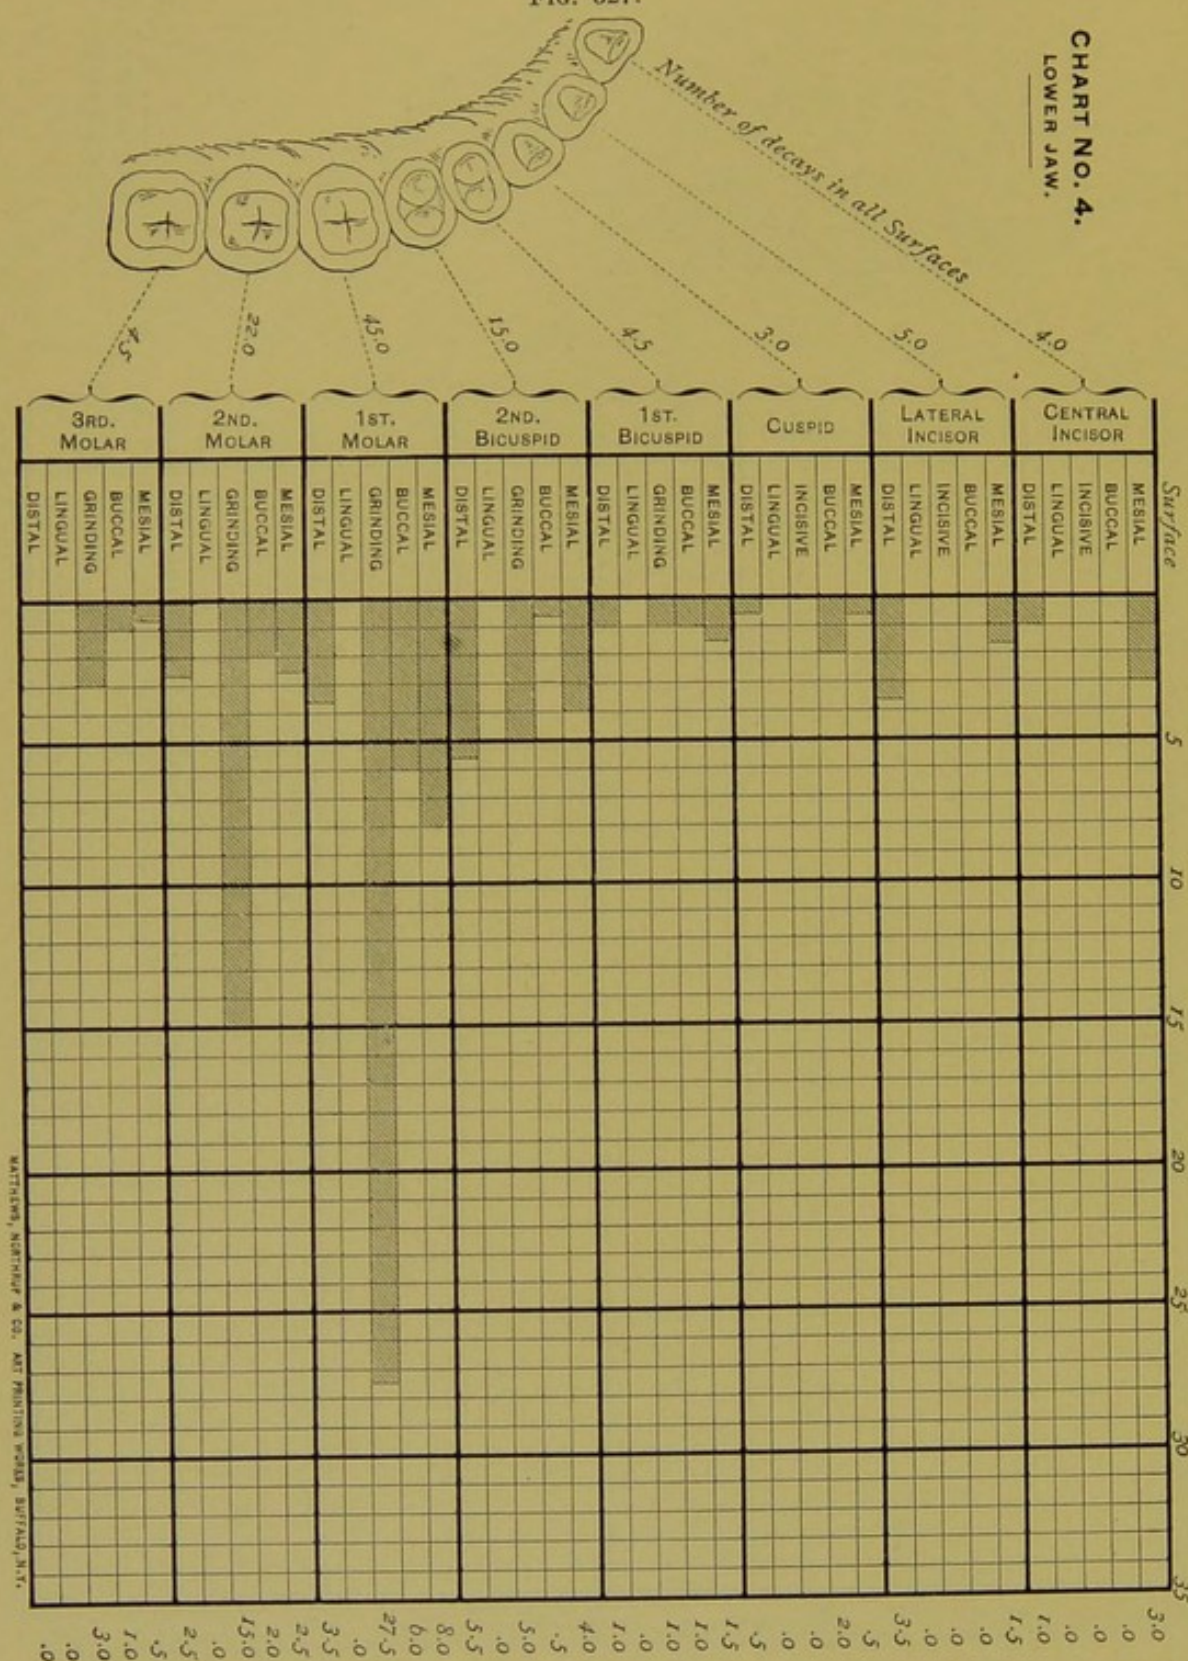 CHART NO. 4.
LOWER JAW.
Number of decays in all Surfaces
Surface 5 10 15 20 25 30 35
4.0
CENTRAL INCISOR
MESIAL 3.0
BUCCAL .0
INCISIVE .0
LINGUAL .0
DISTAL 1.0
5.0
LATERAL INCISOR
MESIAL 1.5
BUCCAL .0
INCISIVE .0
LINGUAL .0
DISTAL 3.5
3.0
CUSPID
MESIAL .5
BUCCAL 2.0
INCISIVE .0
LINGUAL .0
DISTAL .5
4.5
1ST. BICUSPID
MESIAL 1.5
BUCCAL 1.0
GRINDING 1.0
LINGUAL .0
DISTAL 1.0
15.0
2ND. BICUSPID
MESIAL 4.0
BUCCAL .5
GRINDING 5.0
LINGUAL .0
DISTAL 5.5
45.0
1ST. MOLAR
MESIAL 8.0
BUCCAL 6.0
GRINDING 27.5
LINGUAL .0
DISTAL 3.5
22.0
2ND. MOLAR
MESIAL 2.5
BUCCAL 2.0
GRINDING 15.0
LINGUAL .0
DISTAL 2.5
4.5
3RD. MOLAR
MESIAL .5
BUCCAL 1.0
GRINDING 3.0
LINGUAL .0
DISTAL .0
MATTHEWS, NORTHRUP & CO. ART PRINTING WORKS, BUFFALO, N.Y.